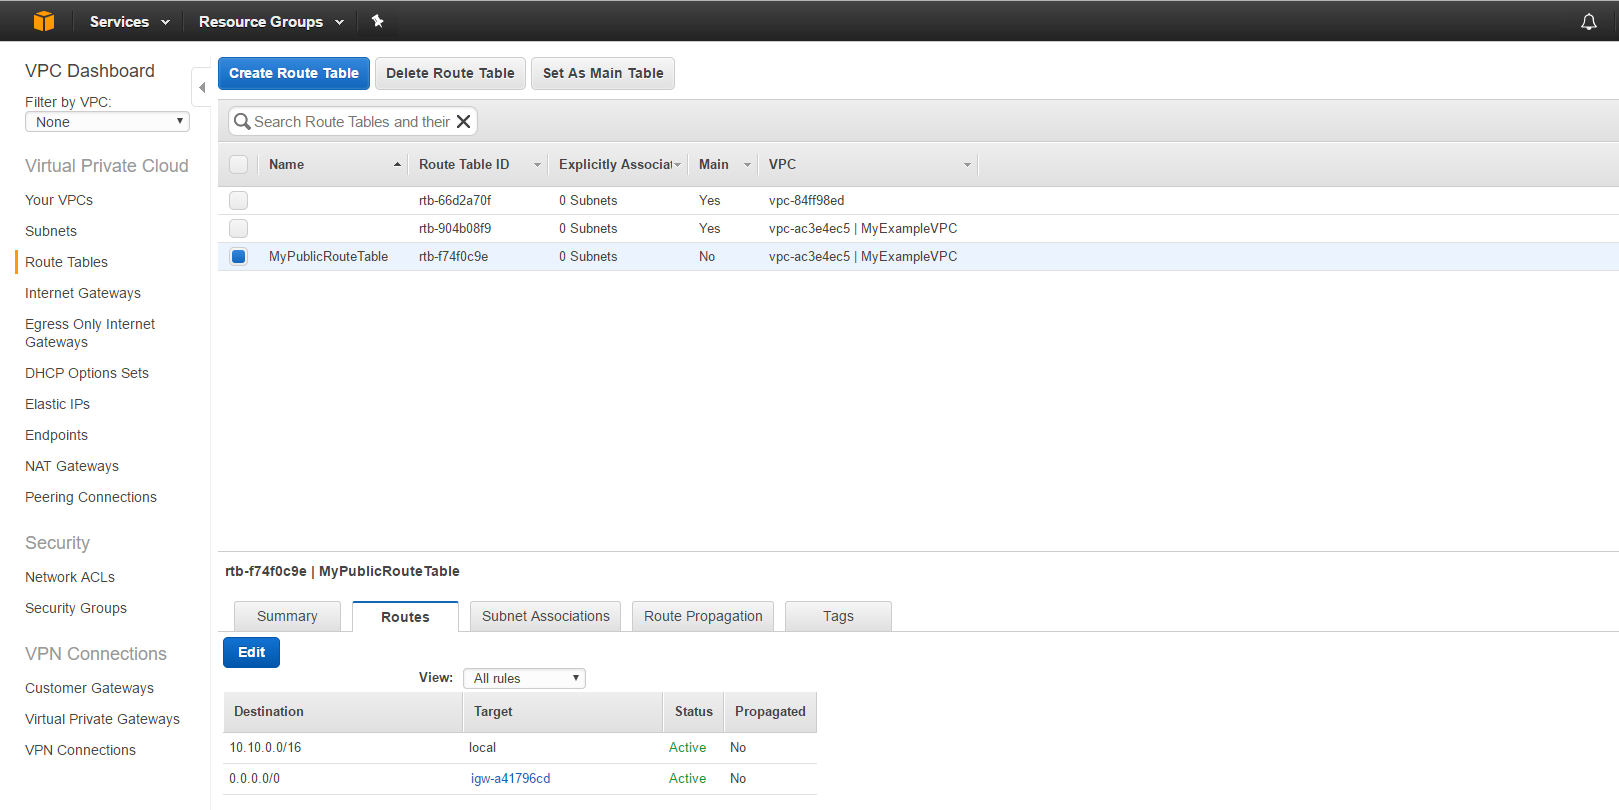 Services Resource Groups
VPC Dashboard
Filter by VPC:
None
Virtual Private Cloud
Your VPCs
Subnets
Route Tables
Internet Gateways
Egress Only Internet
Gateways
DHCP Options Sets
Elastic IPs
Endpoints
NAT Gateways
Peering Connections
Security
Network ACLs
Security Groups
VPN Connections
Customer Gateways
Virtual Private Gateways
VPN Connections
Create Route Table Delete Route Table Set As Main Table
Search Route Tables and their
Name Route Table ID Explicitly Associat Main VPC
rtb-66d2a70f 0 Subnets Yes vpc-84ff98ed
rtb-904b08f9 0 Subnets Yes vpc-ac3e4ec5 | MyExampleVPC
MyPublicRouteTable rtb-f74f0c9e 0 Subnets No vpc-ac3e4ec5 | MyExampleVPC
rtb-f74f0c9e | MyPublicRouteTable
Summary Routes Subnet Associations Route Propagation Tags
Edit
View: All rules
Destination Target Status Propagated
10.10.0.0/16 local Active No
0.0.0.0/0 igw-a41796cd Active No